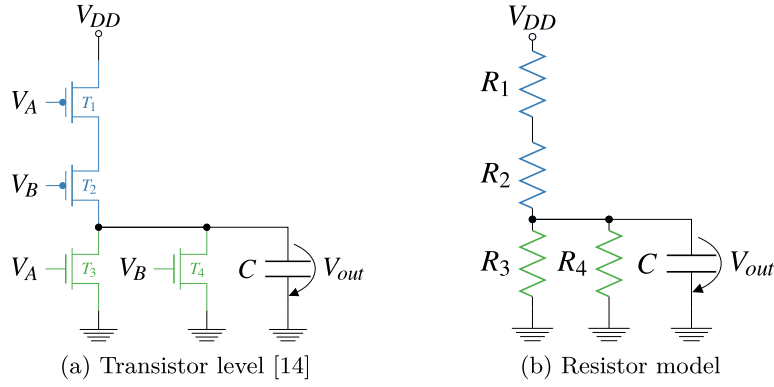 V_DD V_DD
V_A T_1 R_1
V_B T_2 R_2
V_A T_3 V_B T_4 C V_out R_3 R_4 C V_out
(a) Transistor level [14] (b) Resistor model